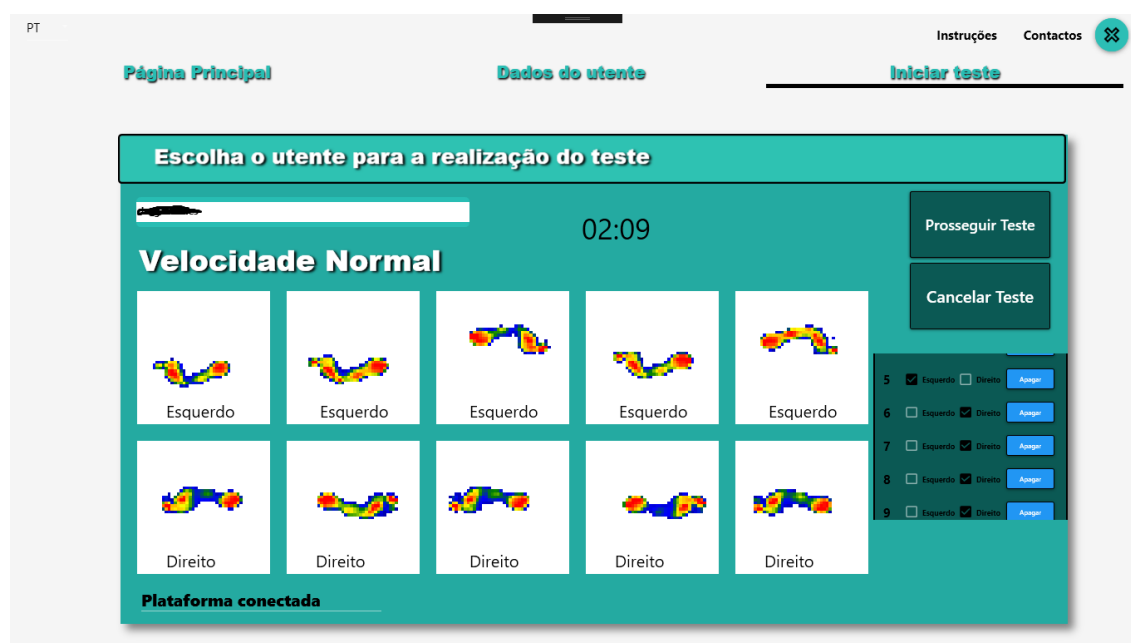 PT
Instruções Contactos
Página Principal Dados do utente Iniciar teste
Escolha o utente para a realização do teste
02:09
Prosseguir Teste
Velocidade Normal
Cancelar Teste
Esquerdo Esquerdo Esquerdo Esquerdo Esquerdo
5 Esquerdo Direito Apagar
6 Esquerdo Direito Apagar
7 Esquerdo Direito Apagar
8 Esquerdo Direito Apagar
9 Esquerdo Direito Apagar
Direito Direito Direito Direito Direito
Plataforma conectada